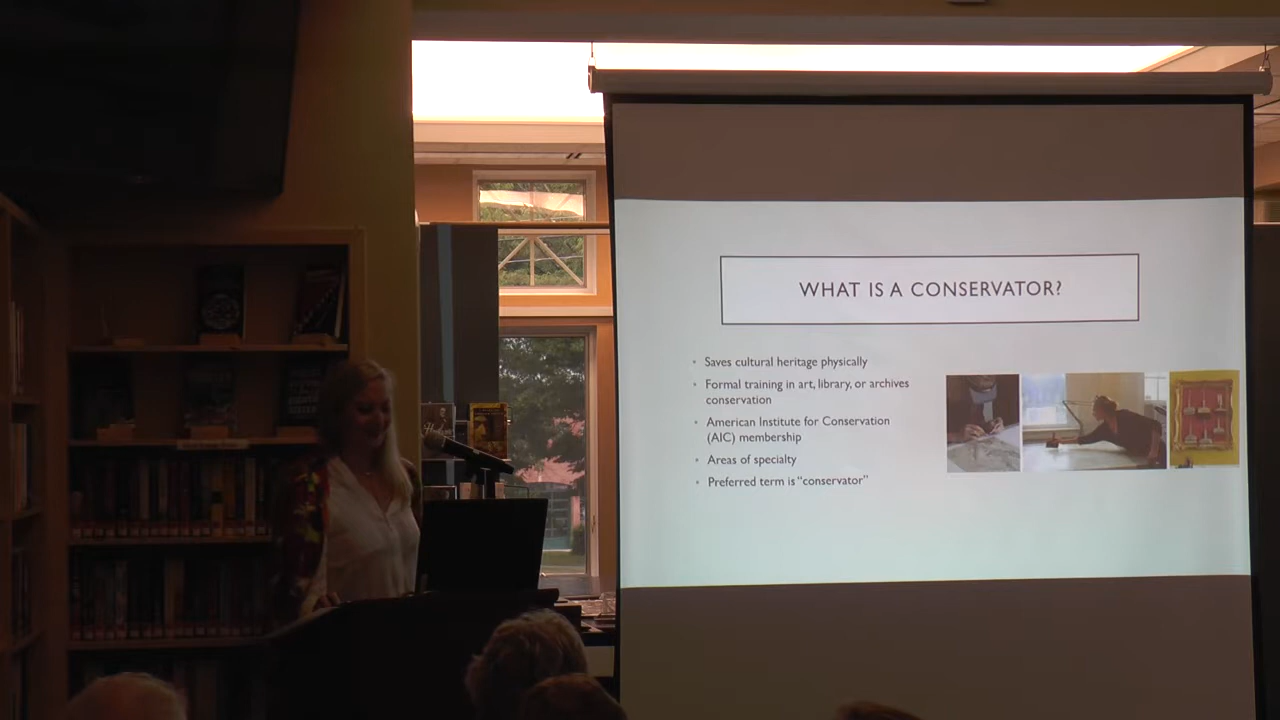 WHAT IS A CONSERVATOR?
• Saves cultural heritage physically
• Formal training in art, library, or archives
conservation
• American Institute for Conservation
(AIC) membership
• Areas of specialty
• Preferred term is "conservator"